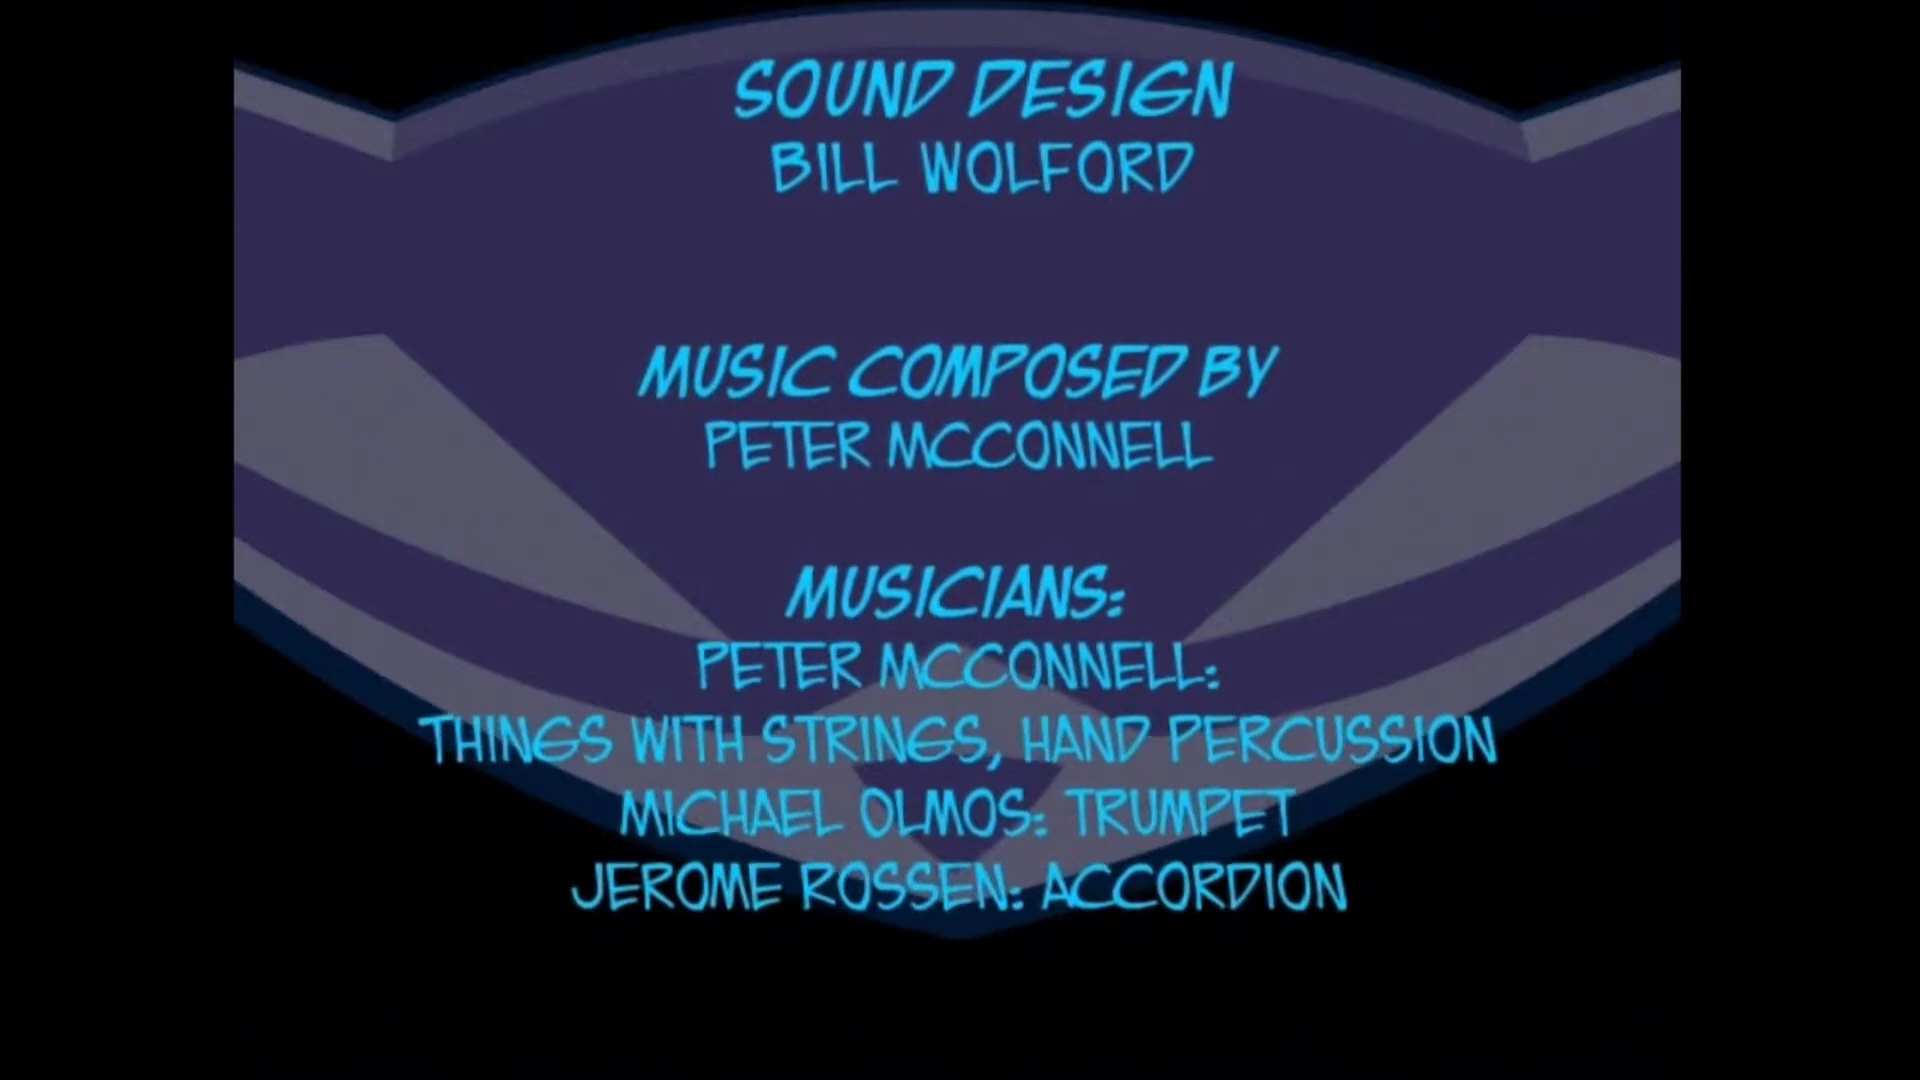 SOUND DESIGN
BILL WOLFORD
MUSIC COMPOSED BY
PETER MCCONNELL
MUSICIANS:
PETER MCCONNELL:
THINGS WITH STRINGS, HAND PERCUSSION
MICHAEL OLMOS: TRUMPET
JEROME ROSSEN: ACCORDION